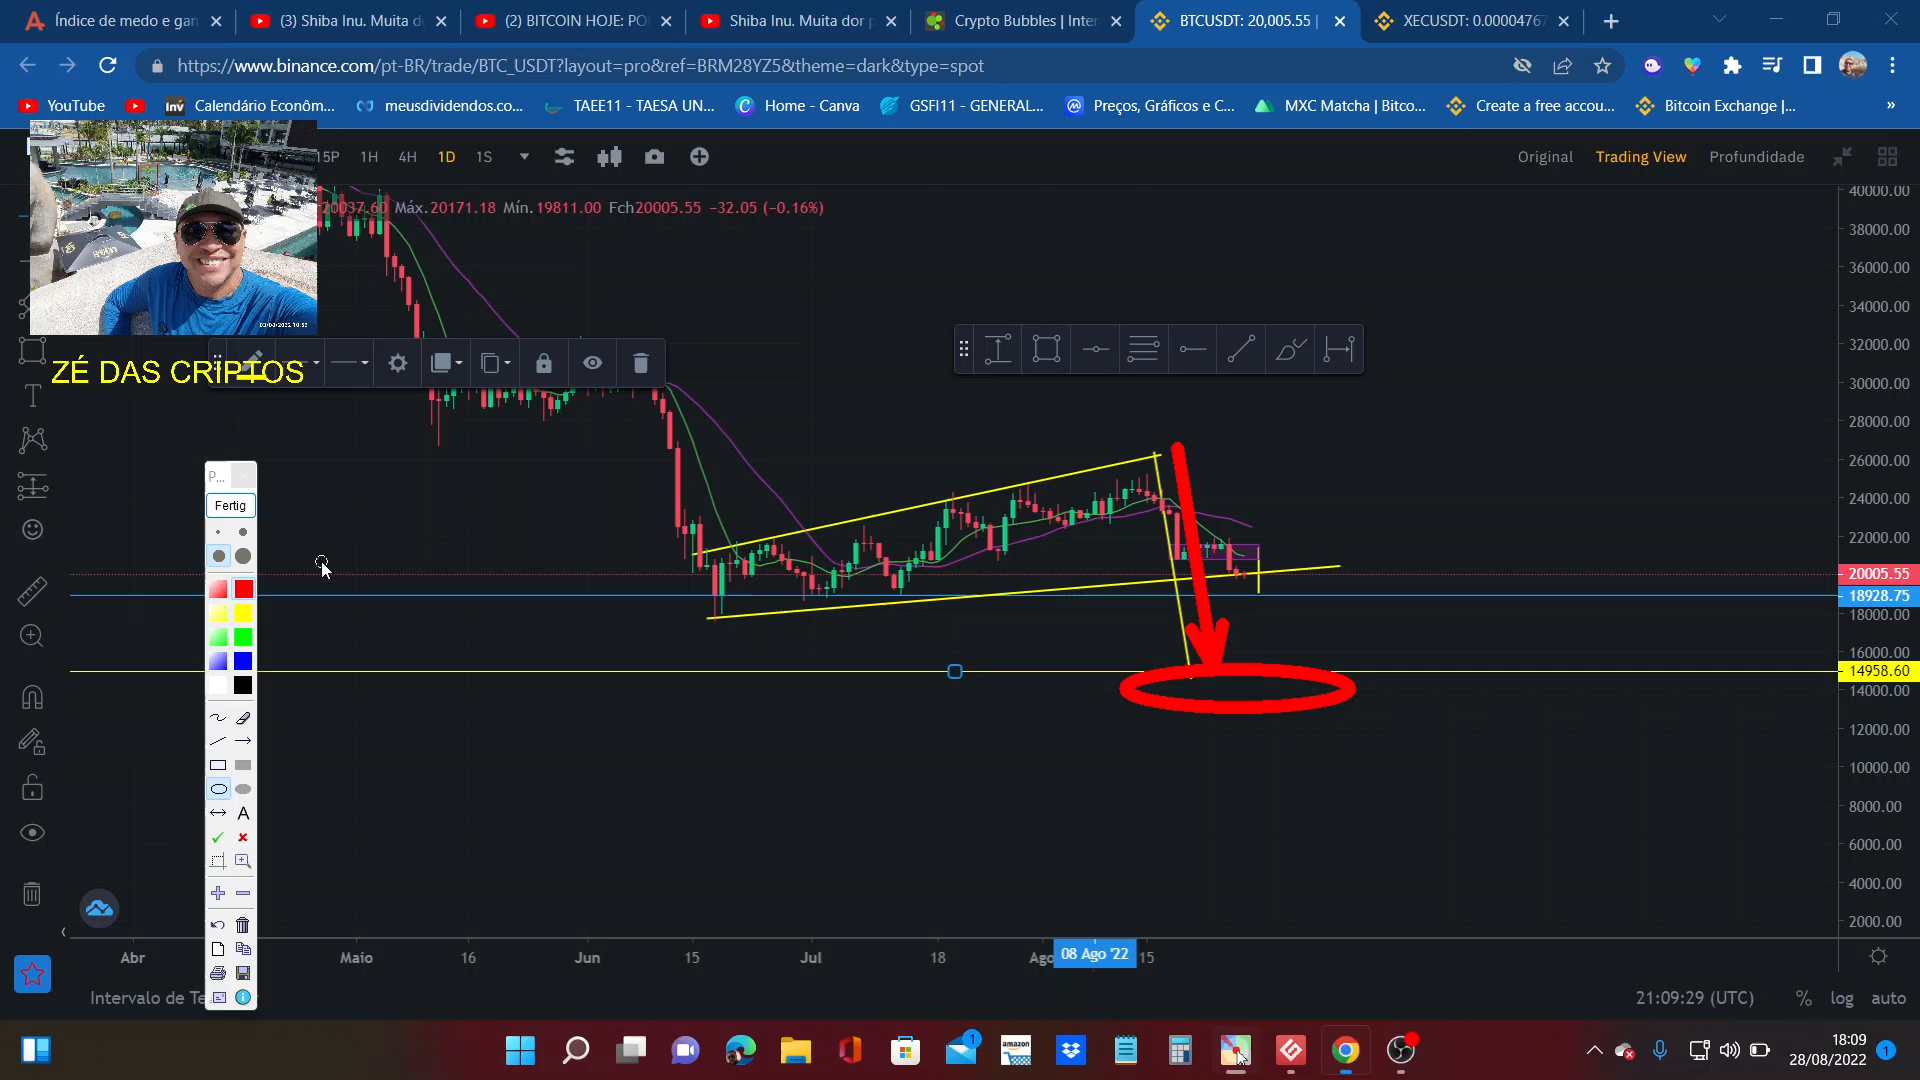 Índice de medo e gan
(3) Shiba Inu. Muita d
(2) BITCOIN HOJE: PO
Shiba Inu. Muita dor p
Crypto Bubbles | Inter
BTCUSDT: 20,005.55 |
XECUSDT: 0.00004767
https://www.binance.com/pt-BR/trade/BTC_USDT?layout=pro&ref=BRM28YZ5&theme=dark&type=spot
YouTube
Calendário Econôm...
meusdividendos.co...
TAEE11 - TAESA UN...
Home - Canva
GSFI11 - GENERAL...
Preços, Gráficos e C...
MXC Matcha | Bitco...
Create a free accou...
Bitcoin Exchange |...
»
15P 1H 4H 1D 1S
Original Trading View Profundidade
20037.60 Máx.20171.18 Mín.19811.00 Fch20005.55 −32.05 (−0.16%)
ZÉ DAS CRIPTOS
P...
Fertig
A
40000.00
38000.00
36000.00
34000.00
32000.00
30000.00
28000.00
26000.00
24000.00
22000.00
20005.55
18928.75
18000.00
16000.00
14958.60
14000.00
12000.00
10000.00
8000.00
6000.00
4000.00
2000.00
Abr Maio 16 Jun 15 Jul 18 Ago 08 Ago '22 15
Intervalo de Te
21:09:29 (UTC) % log auto
amazon
1
18:09
28/08/2022
1